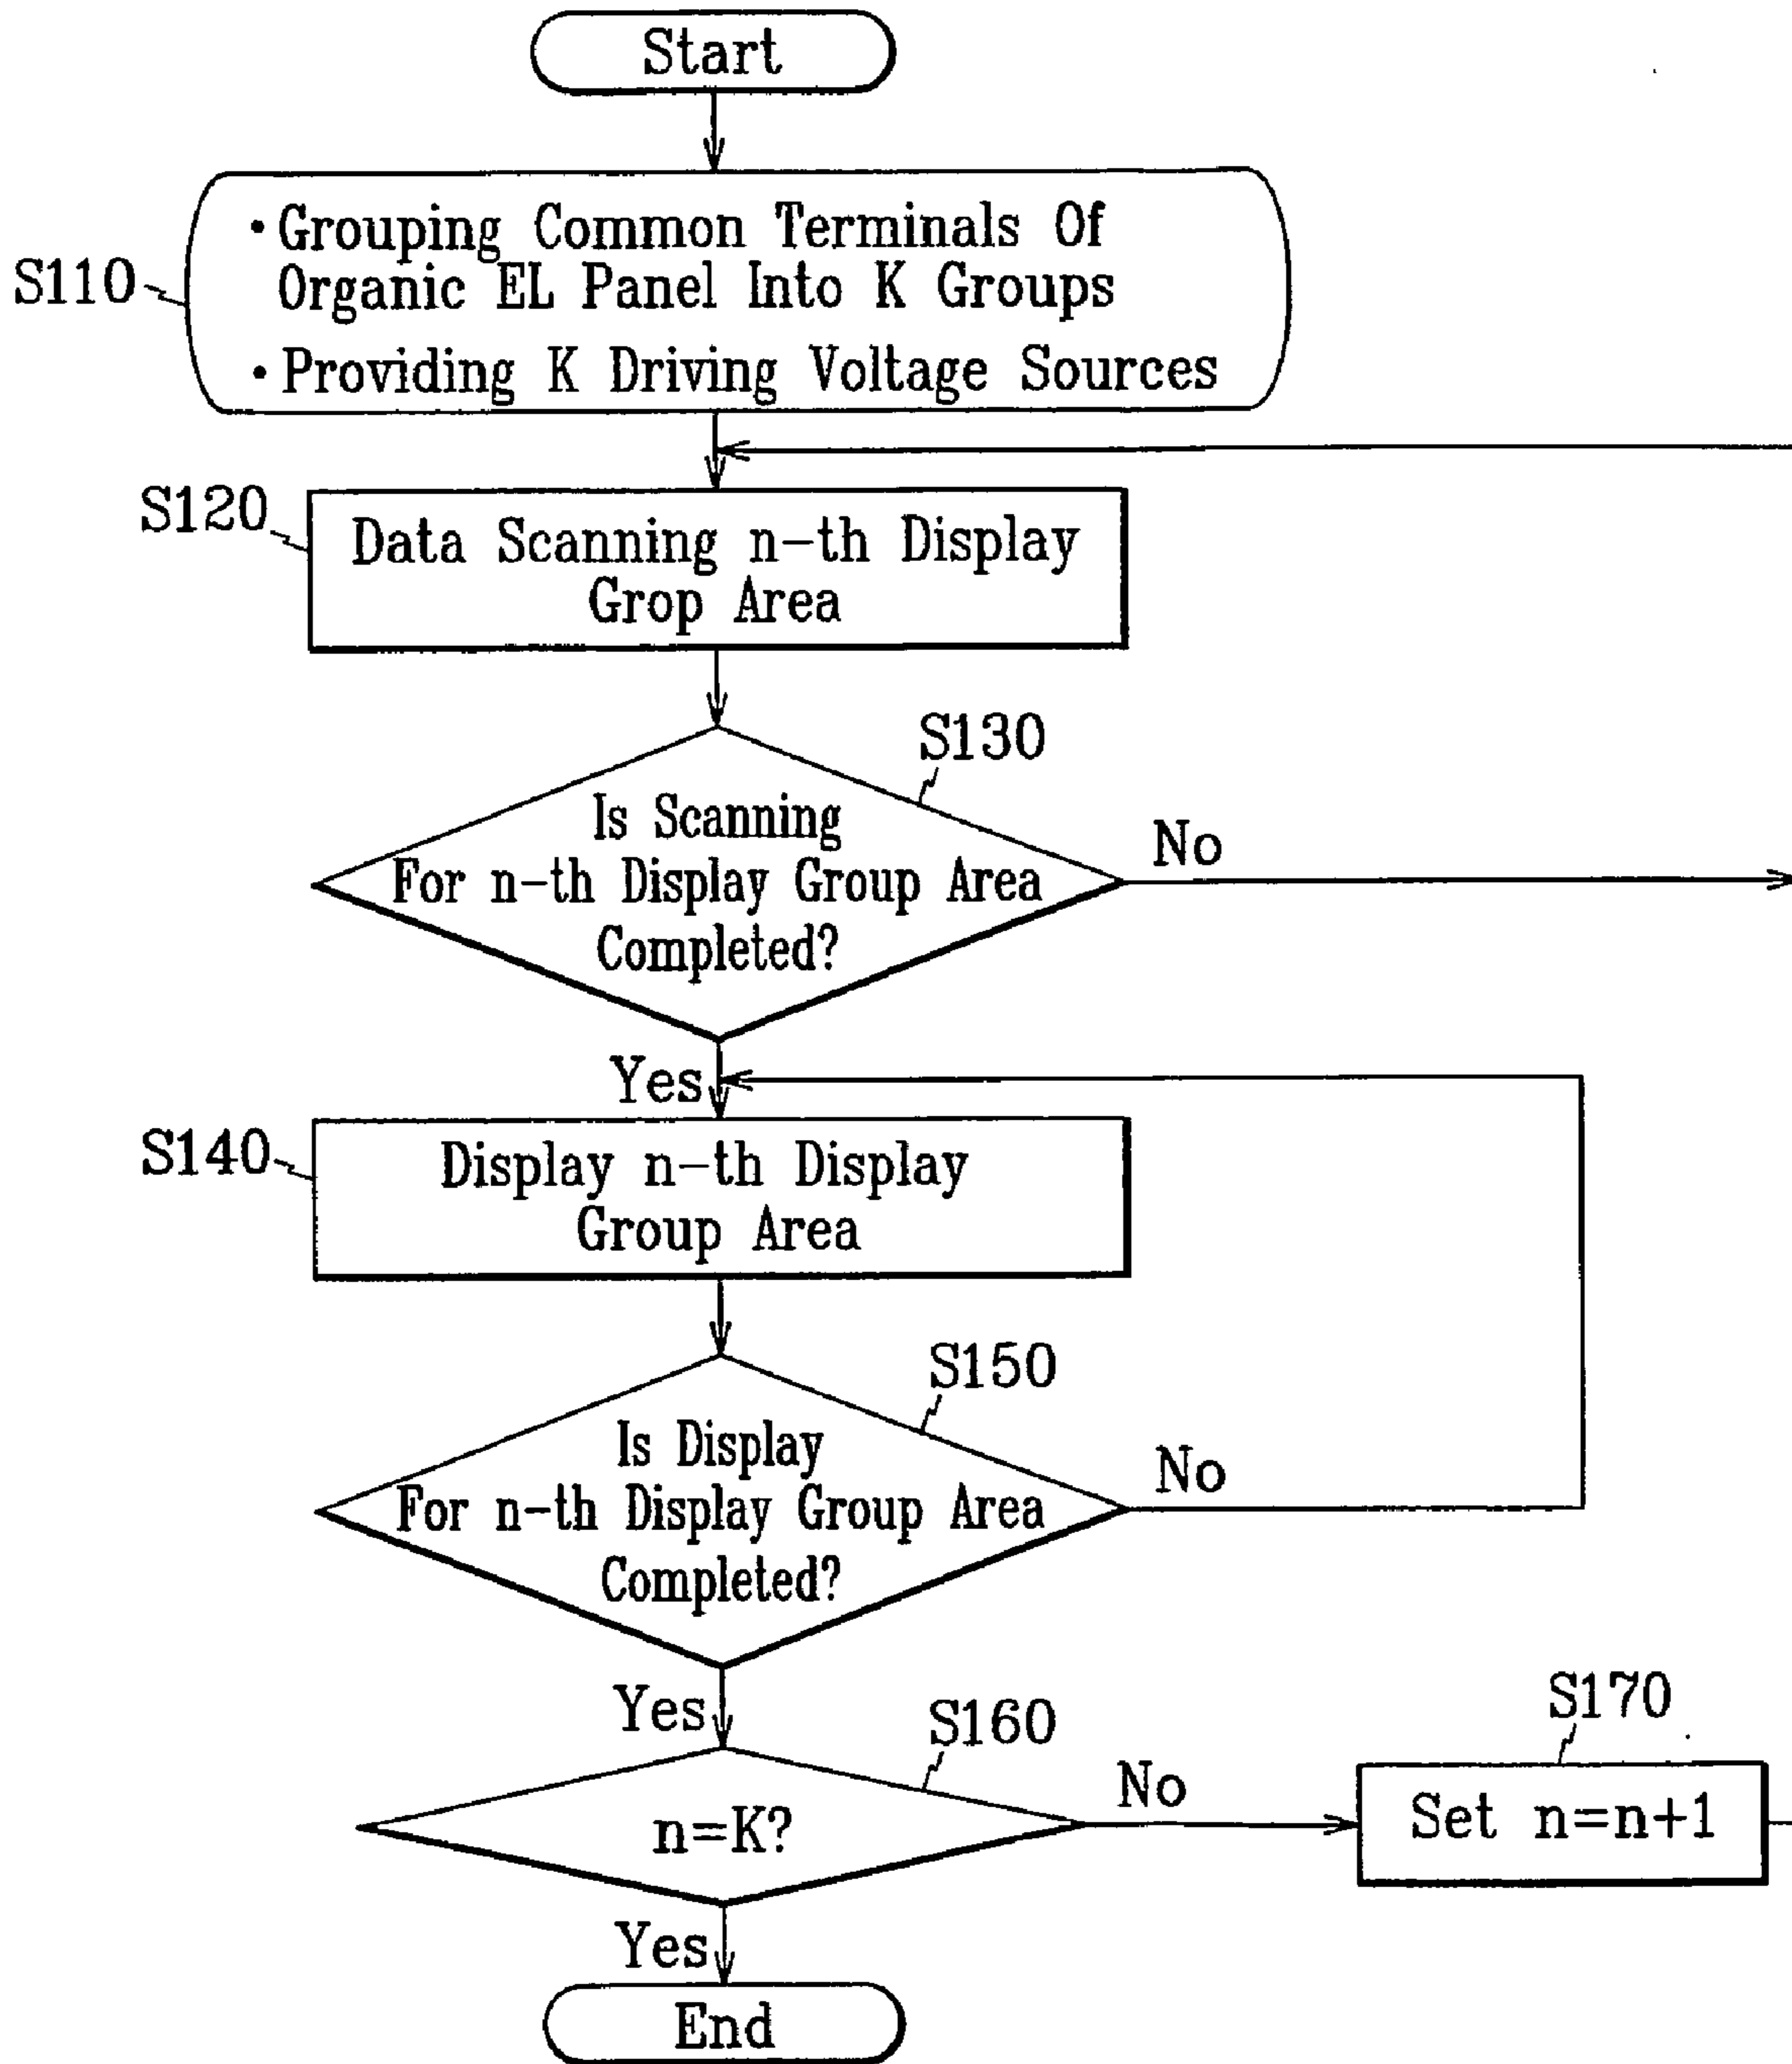 Start
S110
· Grouping Common Terminals Of
Organic EL Panel Into K Groups
· Providing K Driving Voltage Sources
S120
Data Scanning n-th Display
Grop Area
S130
Is Scanning
For n-th Display Group Area
Completed?
No
Yes
S140
Display n-th Display
Group Area
S150
Is Display
For n-th Display Group Area
Completed?
No
Yes
S160
n=K?
No
S170
Set n=n+1
Yes
End